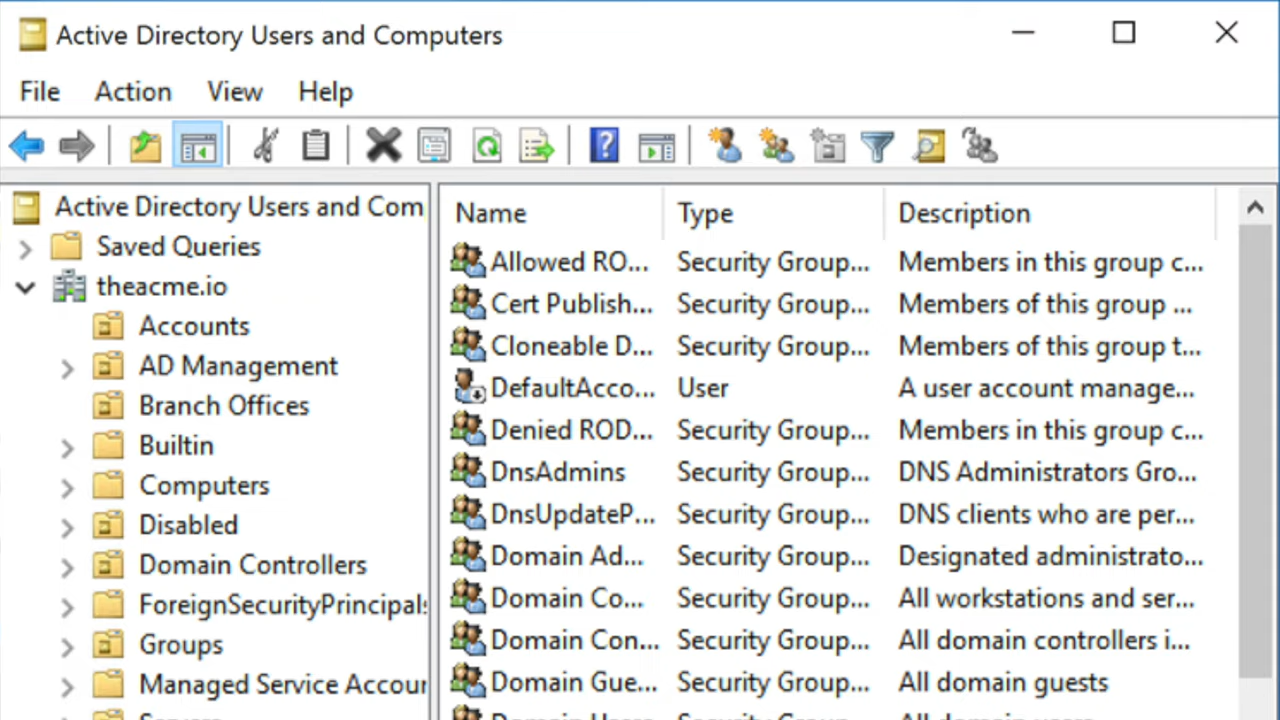 Active Directory Users and Computers
File Action View Help
Active Directory Users and Com
Saved Queries
theacme.io
Accounts
AD Management
Branch Offices
Builtin
Computers
Disabled
Domain Controllers
ForeignSecurityPrincipals
Groups
Managed Service Accour
Name Type Description
Allowed RO... Security Group... Members in this group c...
Cert Publish... Security Group... Members of this group ...
Cloneable D... Security Group... Members of this group t...
DefaultAcco... User A user account manage...
Denied ROD... Security Group... Members in this group c...
DnsAdmins Security Group... DNS Administrators Gro...
DnsUpdateP... Security Group... DNS clients who are per...
Domain Ad... Security Group... Designated administrato...
Domain Co... Security Group... All workstations and ser...
Domain Con... Security Group... All domain controllers i...
Domain Gue... Security Group... All domain guests